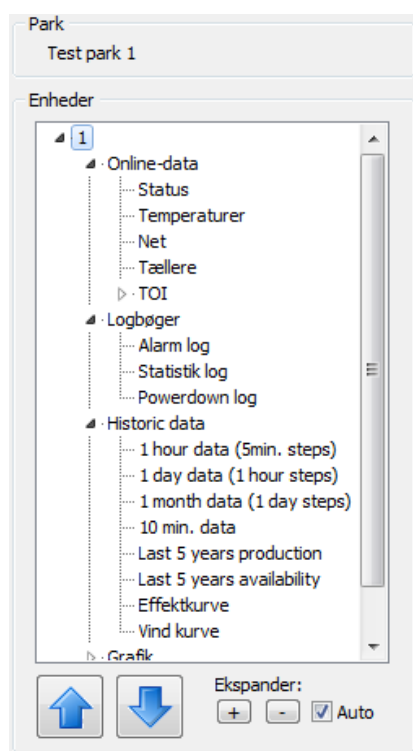 Park
Test park 1
Enheder
1
Online-data
Status
Temperaturer
Net
Tællere
TOI
Logbøger
Alarm log
Statistik log
Powerdown log
Historic data
1 hour data (5min. steps)
1 day data (1 hour steps)
1 month data (1 day steps)
10 min. data
Last 5 years production
Last 5 years availability
Effektkurve
Vind kurve
Grafik
Ekspander:
+ - Auto